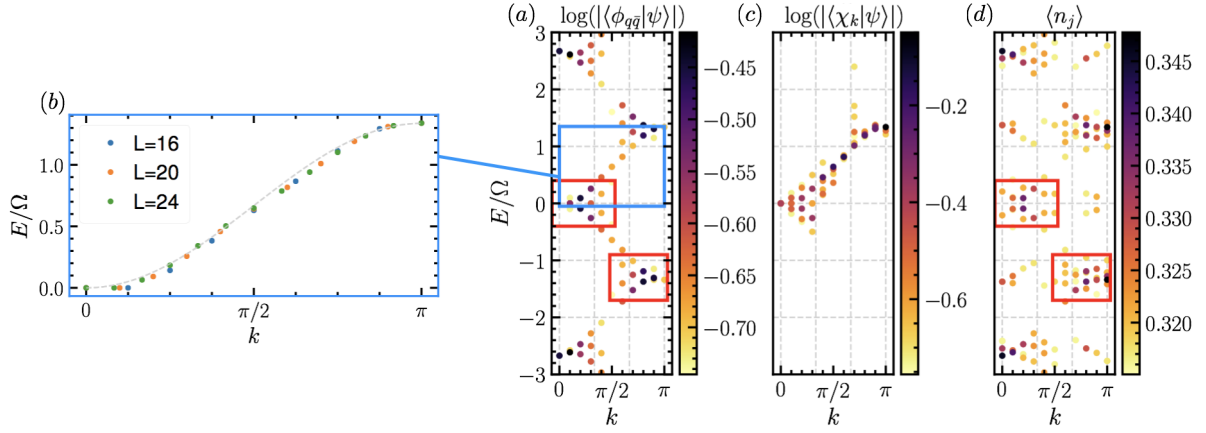 (a) log(|⟨ϕ_{qq̄}|ψ⟩|)
(c) log(|⟨χ_k|ψ⟩|)
(d) ⟨n_j⟩
(b)
L=16
L=20
L=24
E/Ω
1.0
0.5
0.0
0 π/2 π
k
E/Ω
3
2
1
0
−1
−2
−3
0 π/2 π
k
−0.45
−0.50
−0.55
−0.60
−0.65
−0.70
0 π/2 π
k
−0.2
−0.4
−0.6
0 π/2 π
k
0.345
0.340
0.335
0.330
0.325
0.320